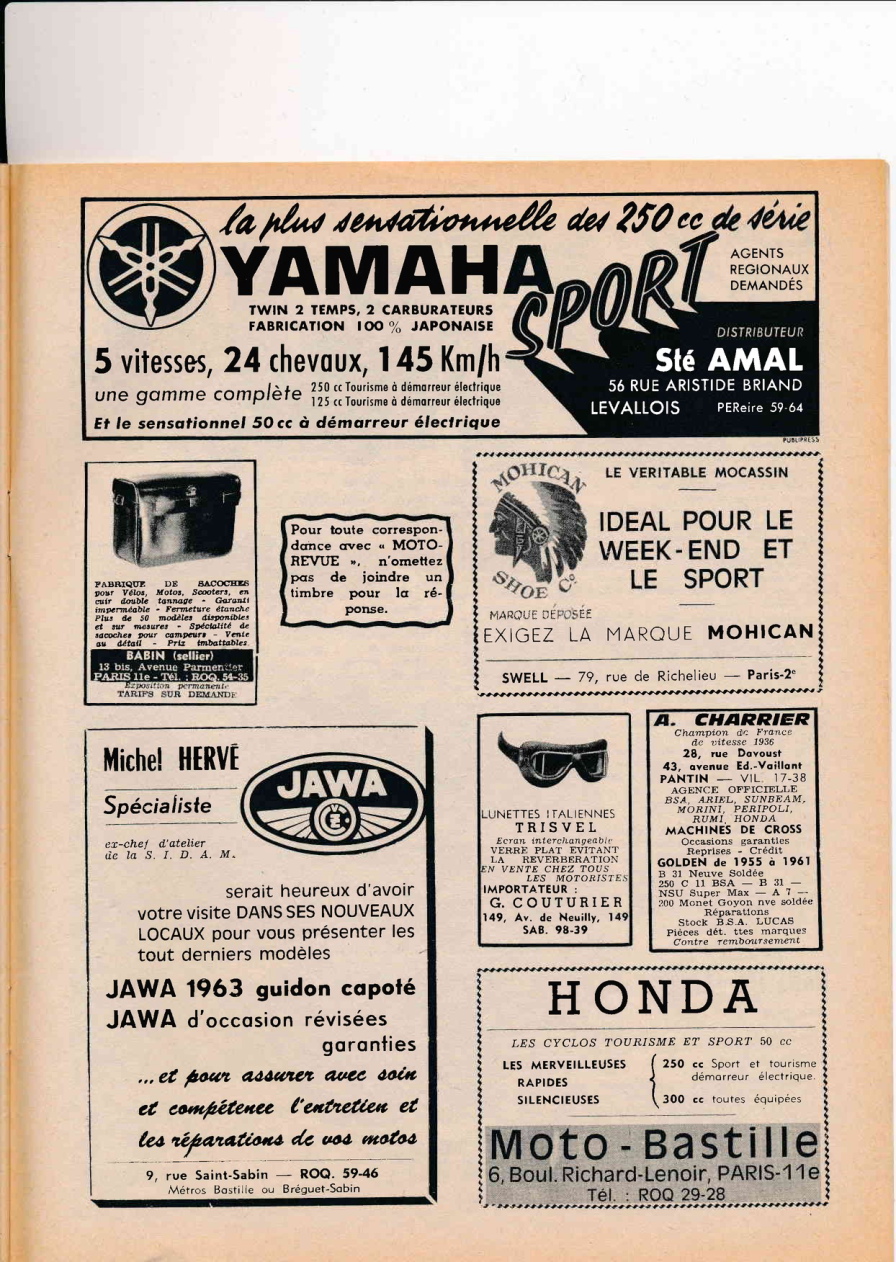 la plus sensationnelle des 250 cc de série
YAMAHA
SPORT
AGENTS
REGIONAUX
DEMANDÉS
TWIN 2 TEMPS, 2 CARBURATEURS
FABRICATION 100 % JAPONAISE
5 vitesses, 24 chevaux, 145 Km/h
une gamme complète
250 cc Tourisme à démarreur électrique
125 cc Tourisme à démarreur électrique
Et le sensationnel 50 cc à démarreur électrique
DISTRIBUTEUR
Sté AMAL
56 RUE ARISTIDE BRIAND
LEVALLOIS PEReire 59-64
PUBLIPRESS
FABRIQUE DE SACOCHES
pour Vélos, Motos, Scooters, en
cuir double tannage - Garanti
imperméable - Fermeture étanche
Plus de 50 modèles disponibles
et sur mesures - Spécialité de
sacoches pour campeurs - Vente
au détail - Prix imbattables.
BABIN (sellier)
13 bis, Avenue Parmentier
PARIS 11e - Tél. : ROQ. 54-35
Exposition permanente
TARIFS SUR DEMANDE
Pour toute correspon-
dance avec « MOTO-
REVUE », n'omettez
pas de joindre un
timbre pour la ré-
ponse.
MOHICAN
SHOE Co
MARQUE DÉPOSÉE
LE VERITABLE MOCASSIN
IDEAL POUR LE
WEEK-END ET
LE SPORT
EXIGEZ LA MARQUE MOHICAN
SWELL — 79, rue de Richelieu — Paris-2e
Michel HERVÉ
Spécialiste
JAWA
ex-chef d'atelier
de la S. I. D. A. M.
serait heureux d'avoir
votre visite DANS SES NOUVEAUX
LOCAUX pour vous présenter les
tout derniers modèles
JAWA 1963 guidon capoté
JAWA d'occasion révisées
garanties
...et pour assurer avec soin
et compétence l'entretien et
les réparations de vos motos
9, rue Saint-Sabin — ROQ. 59-46
Métros Bastille ou Bréguet-Sabin
LUNETTES ITALIENNES
TRISVEL
Ecran interchangeable
VERRE PLAT EVITANT
LA REVERBERATION
EN VENTE CHEZ TOUS
LES MOTORISTES
IMPORTATEUR :
G. COUTURIER
149, Av. de Neuilly, 149
SAB. 98-39
A. CHARRIER
Champion de France
de vitesse 1936
28, rue Davoust
43, avenue Ed.-Vaillant
PANTIN — VIL. 17-38
AGENCE OFFICIELLE
BSA, ARIEL, SUNBEAM,
MORINI, PERIPOLI,
RUMI, HONDA
MACHINES DE CROSS
Occasions garanties
Reprises - Crédit
GOLDEN de 1955 à 1961
B 31 Neuve Soldée
250 C 11 BSA — B 31 —
NSU Super Max — A 7 —
200 Monet Goyon nve soldée
Réparations
Stock B.S.A. LUCAS
Pièces dét. ttes marques
Contre remboursement
HONDA
LES CYCLOS TOURISME ET SPORT 50 cc
LES MERVEILLEUSES
RAPIDES
SILENCIEUSES
250 cc Sport et tourisme
démarreur électrique.
300 cc toutes équipées
Moto - Bastille
6, Boul. Richard-Lenoir, PARIS-11e
Tél. : ROQ 29-28